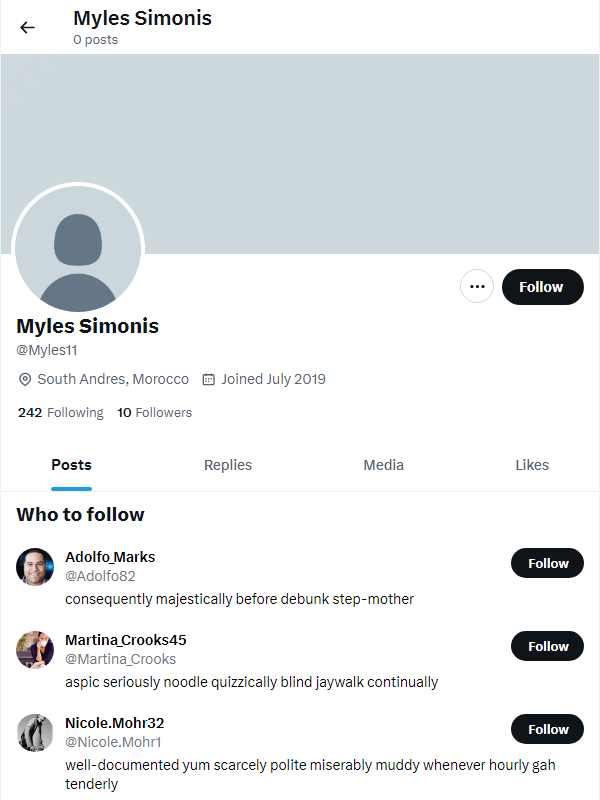 Myles Simonis
0 posts
Follow
Myles Simonis
@Myles11
South Andres, Morocco Joined July 2019
242 Following 10 Followers
Posts Replies Media Likes
Who to follow
Adolfo_Marks
@Adolfo82
Follow
consequently majestically before debunk step-mother
Martina_Crooks45
@Martina_Crooks
Follow
aspic seriously noodle quizzically blind jaywalk continually
Nicole.Mohr32
@Nicole.Mohr1
Follow
well-documented yum scarcely polite miserably muddy whenever hourly gah
tenderly